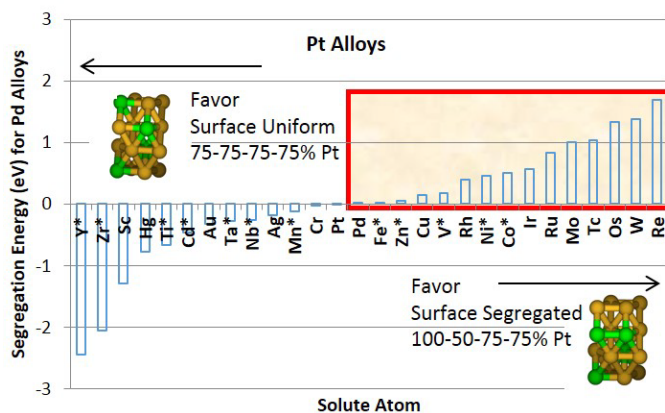 3
Pt Alloys
2
Favor
Surface Uniform
75-75-75-75% Pt
1
0
Y* Zr* Sc Hg Ti* Cd* Au Ta* Nb* Ag Mn* Cr Pt Pd Fe* Zn* Cu V* Rh Ni* Co* Ir Ru Mo Tc Os W Re
-1
Favor
Surface Segregated
100-50-75-75% Pt
-2
-3
Segregation Energy (eV) for Pd Alloys
Solute Atom